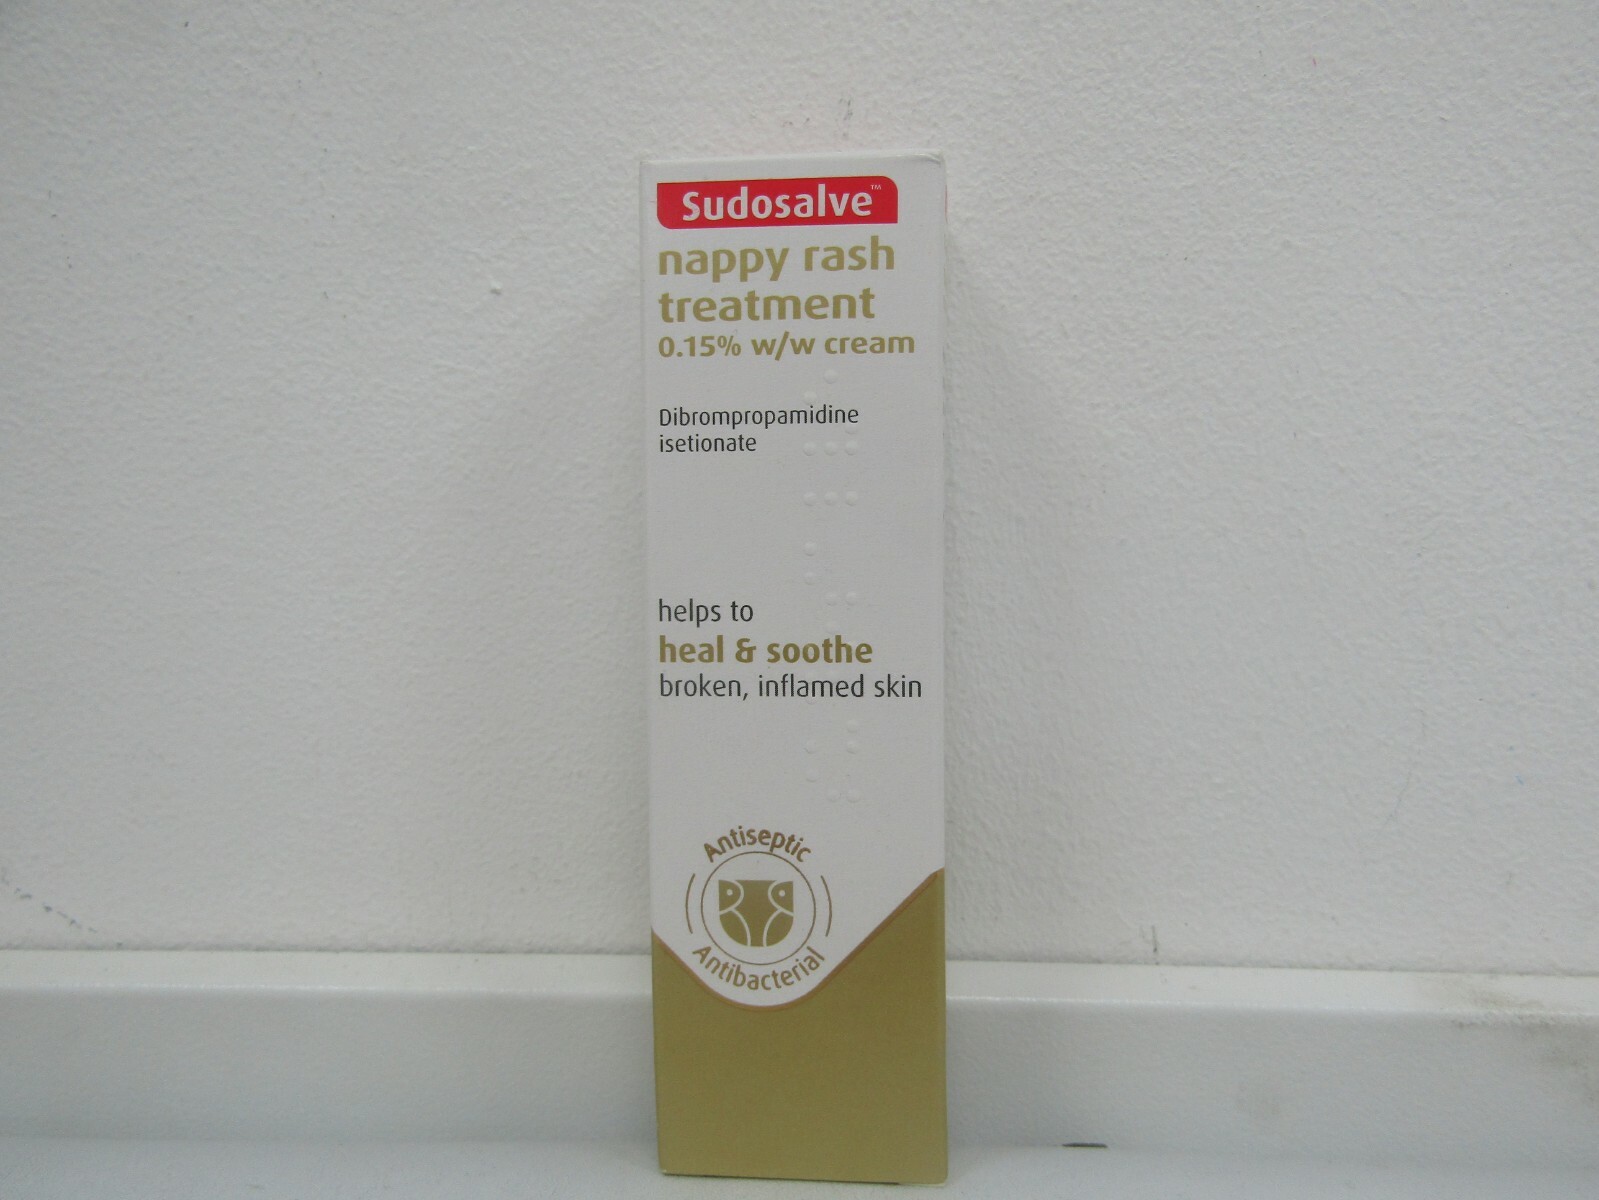 Sudosalve™
nappy rash
treatment
0.15% w/w cream
Dibrompropamidine
isetionate
helps to
heal & soothe
broken, inflamed skin
Antiseptic
Antibacterial